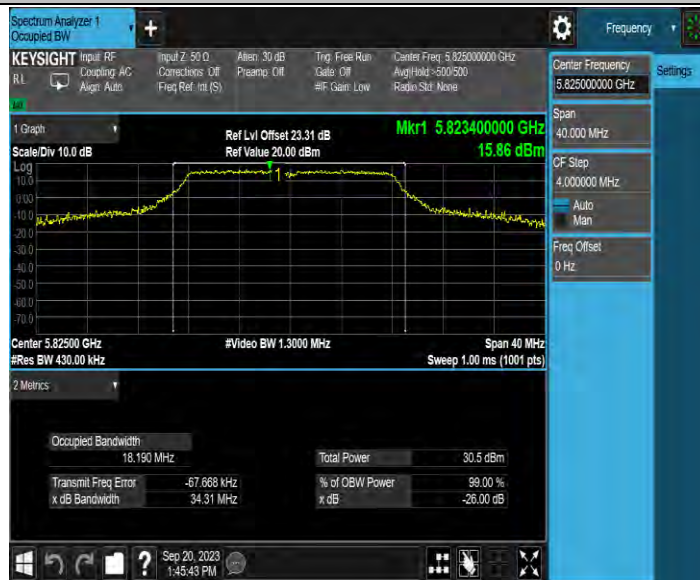 Spectrum Analyzer 1
Occupied BW
+
Frequency
KEYSIGHT
Input: RF
Coupling: AC
Align: Auto
Input Z: 50 Ω
Corrections: Off
Freq Ref: Int (S)
Atten: 30 dB
Preamp: Off
Trig: Free Run
Gate: Off
#IF Gain: Low
Center Freq: 5.825000000 GHz
Avg|Hold: >500/500
Radio Std: None
Center Frequency
5.825000000 GHz
Settings
Span
40.000 MHz
CF Step
4.000000 MHz
Auto
Man
Freq Offset
0 Hz
1 Graph
Scale/Div 10.0 dB
Ref Lvl Offset 23.31 dB
Ref Value 20.00 dBm
Mkr1 5.823400000 GHz
15.86 dBm
Log
10.0
0.00
-10.0
-20.0
-30.0
-40.0
-50.0
-60.0
-70.0
1
Center 5.82500 GHz
#Res BW 430.00 kHz
#Video BW 1.3000 MHz
Span 40 MHz
Sweep 1.00 ms (1001 pts)
2 Metrics
Occupied Bandwidth
18.190 MHz
Transmit Freq Error -67.668 kHz
x dB Bandwidth 34.31 MHz
Total Power 30.5 dBm
% of OBW Power 99.00 %
x dB -26.00 dB
?
Sep 20, 2023
1:45:43 PM